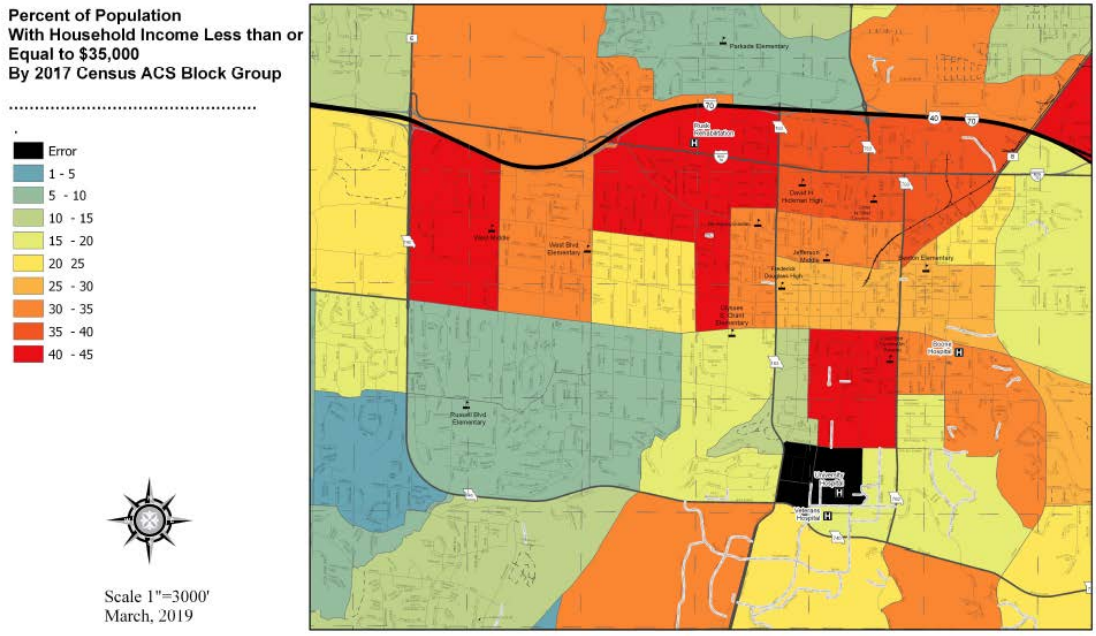 Percent of Population
With Household Income Less than or
Equal to $35,000
By 2017 Census ACS Block Group
Error
1 - 5
5 - 10
10 - 15
15 - 20
20 25
25 - 30
30 - 35
35 - 40
40 - 45
Scale 1"=3000'
March, 2019
Parkade Elementary
70
40
70
Rusk
Rehabilitation
H
David H
Hickman High
West Middle
West Blvd
Elementary
Jefferson
Middle
Benton Elementary
Frederick
Douglass High
Ulysses
S. Grant
Elementary
Boone
Hospital
H
Russell Blvd
Elementary
University
Hospital
H
Veterans
Hospital
H